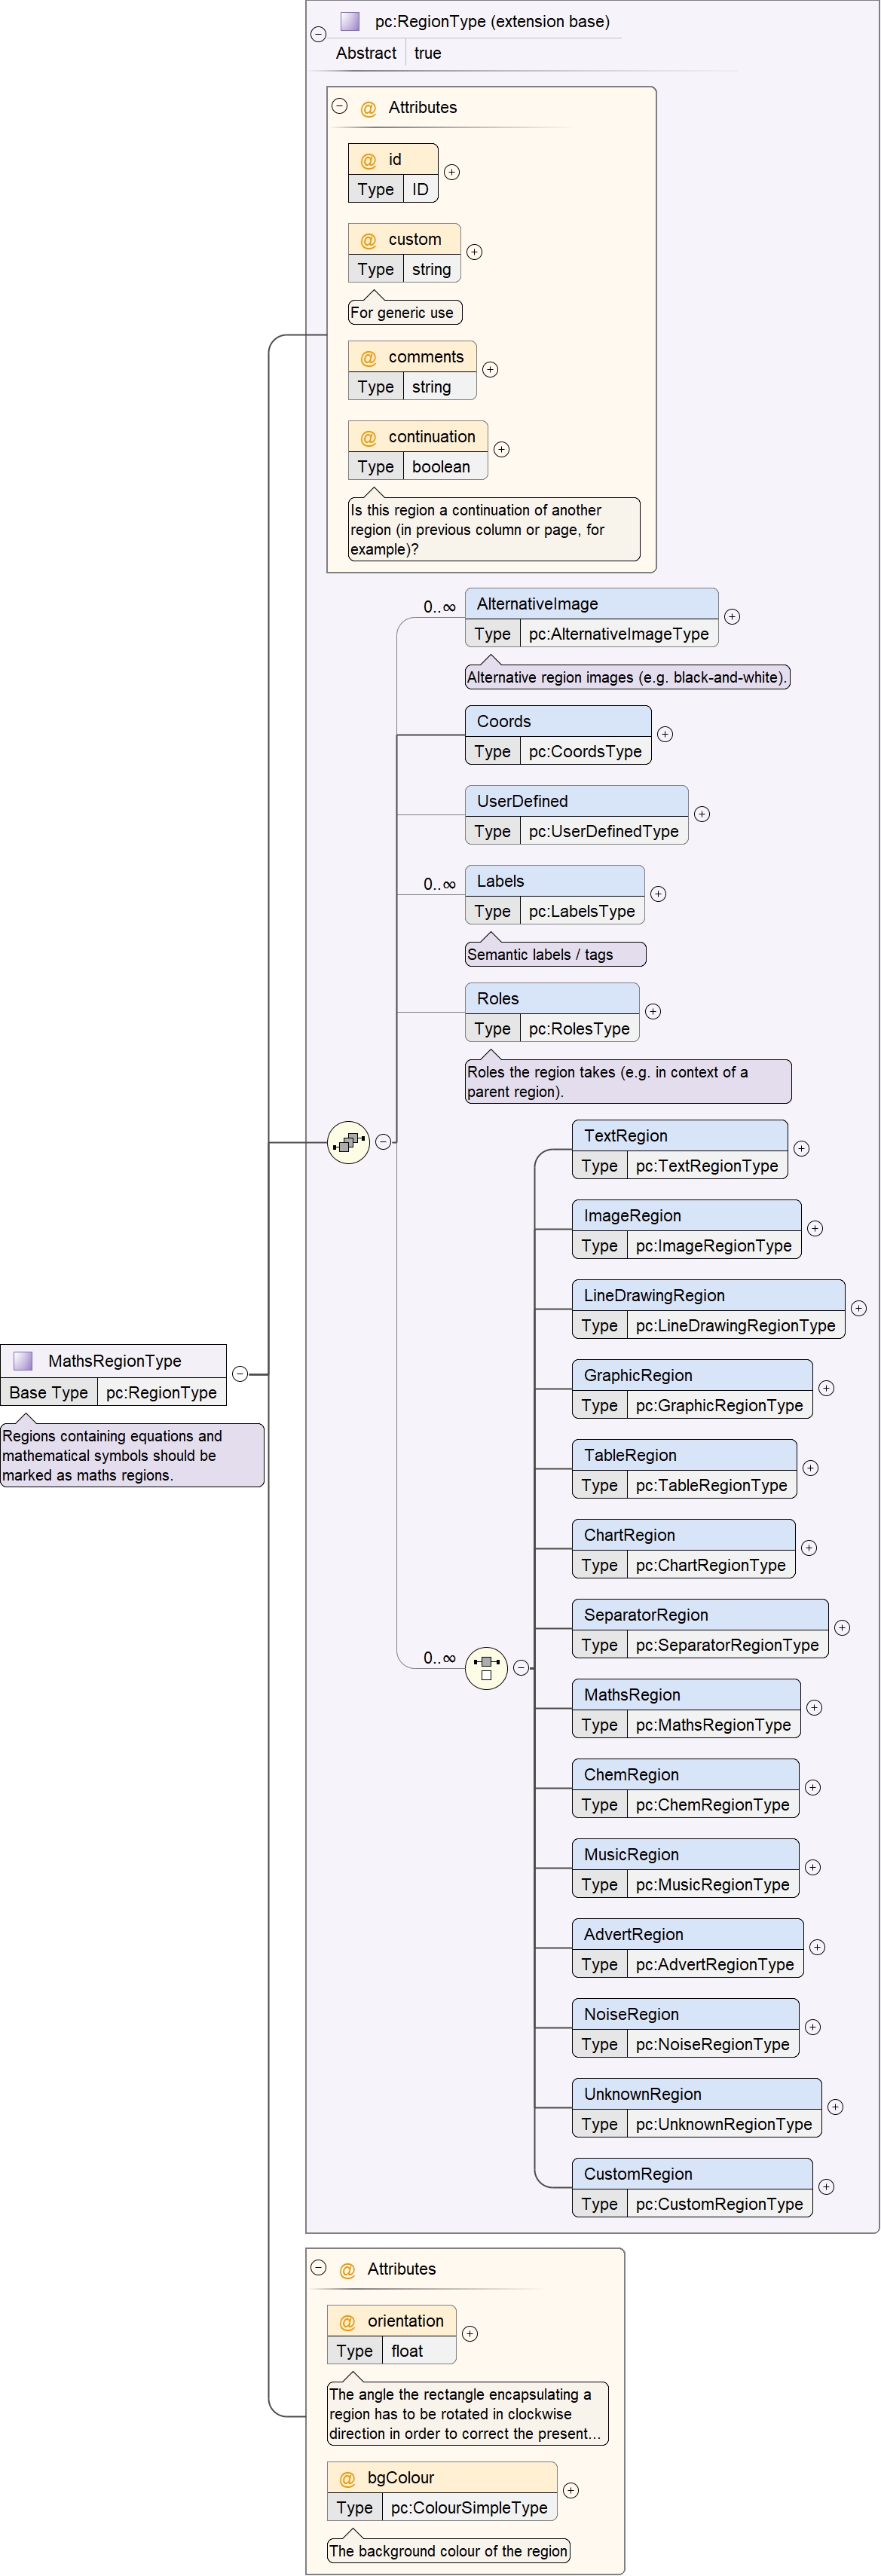 pc:RegionType (extension base)
Abstract true
@ Attributes
@ id
Type ID
@ custom
Type string
For generic use
@ comments
Type string
@ continuation
Type boolean
Is this region a continuation of another
region (in previous column or page, for
example)?
0..∞ AlternativeImage
Type pc:AlternativeImageType
Alternative region images (e.g. black-and-white).
Coords
Type pc:CoordsType
UserDefined
Type pc:UserDefinedType
0..∞ Labels
Type pc:LabelsType
Semantic labels / tags
Roles
Type pc:RolesType
Roles the region takes (e.g. in context of a
parent region).
TextRegion
Type pc:TextRegionType
ImageRegion
Type pc:ImageRegionType
LineDrawingRegion
Type pc:LineDrawingRegionType
MathsRegionType
Base Type pc:RegionType
Regions containing equations and
mathematical symbols should be
marked as maths regions.
GraphicRegion
Type pc:GraphicRegionType
TableRegion
Type pc:TableRegionType
ChartRegion
Type pc:ChartRegionType
SeparatorRegion
Type pc:SeparatorRegionType
0..∞
MathsRegion
Type pc:MathsRegionType
ChemRegion
Type pc:ChemRegionType
MusicRegion
Type pc:MusicRegionType
AdvertRegion
Type pc:AdvertRegionType
NoiseRegion
Type pc:NoiseRegionType
UnknownRegion
Type pc:UnknownRegionType
CustomRegion
Type pc:CustomRegionType
@ Attributes
@ orientation
Type float
The angle the rectangle encapsulating a
region has to be rotated in clockwise
direction in order to correct the present...
@ bgColour
Type pc:ColourSimpleType
The background colour of the region